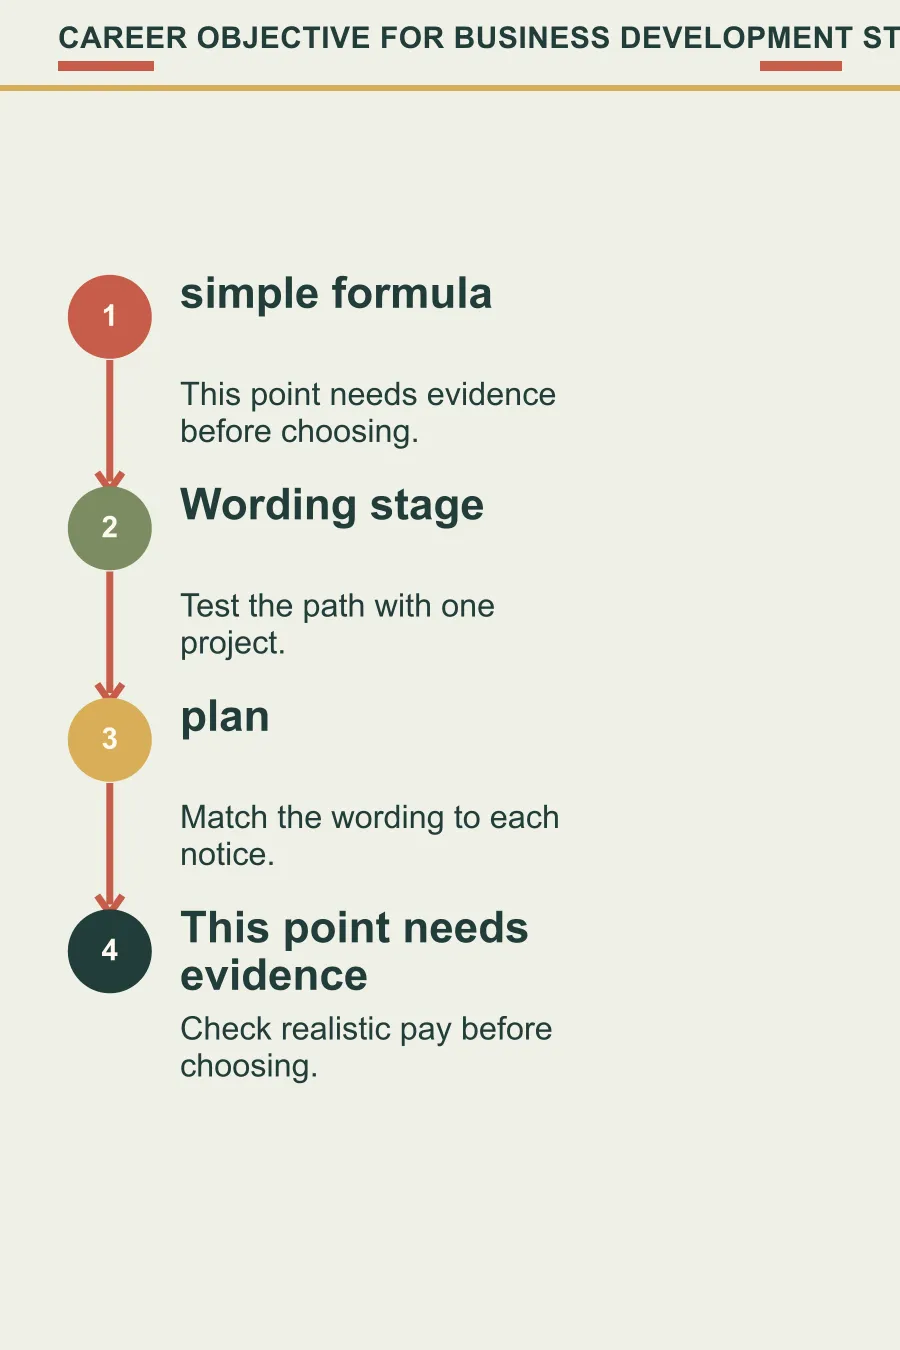 CAREER OBJECTIVE FOR BUSINESS DEVELOPMENT ST
1
simple formula
This point needs evidence
before choosing.
2
Wording stage
Test the path with one
project.
3
plan
Match the wording to each
notice.
4
This point needs
evidence
Check realistic pay before
choosing.